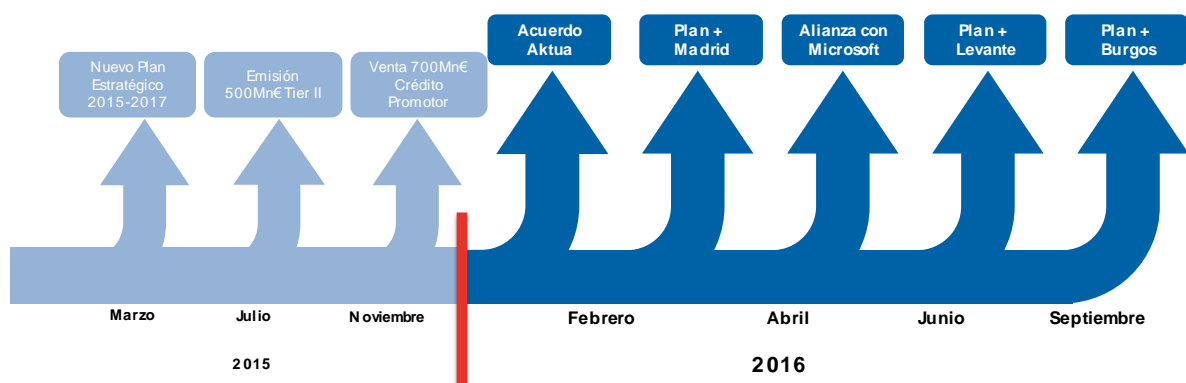 Nuevo Plan
Estratégico
2015-2017
Emisión
500Mn€ Tier II
Venta 700Mn€
Crédito
Promotor
Acuerdo
Aktua
Plan +
Madrid
Alianza con
Microsoft
Plan +
Levante
Plan +
Burgos
Marzo
Julio
Noviembre
Febrero
Abril
Junio
Septiembre
2015
2016